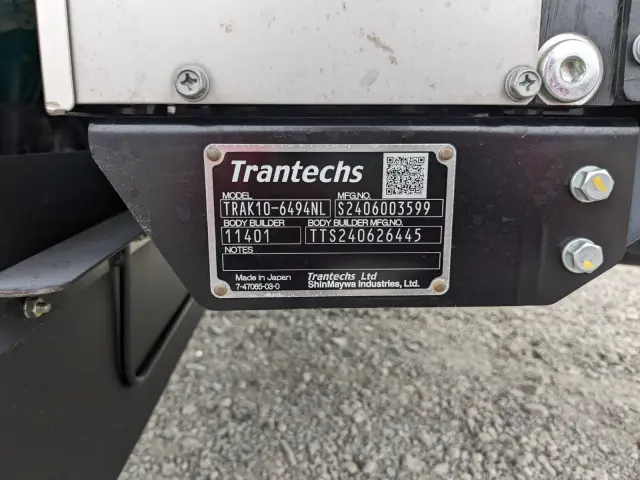 Trantechs
MODEL MFG.NO.
TRAK10-6494NL S2406003599
BODY BUILDER BODY BUILDER MFG.NO.
11401 TTS240626445
NOTES
Made in Japan Trantechs Ltd
7-47065-03-0 ShinMaywa Industries, Ltd.